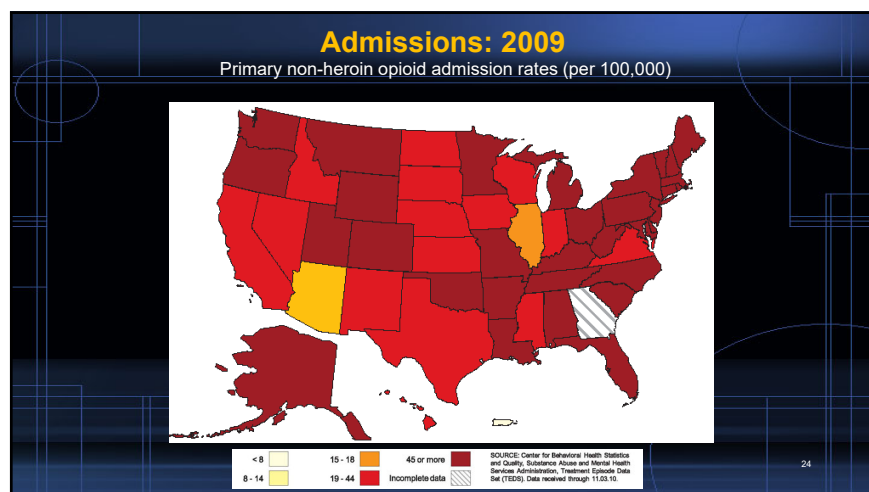 Admissions: 2009
Primary non-heroin opioid admission rates (per 100,000)
< 8
15 - 18
45 or more
8 - 14
19 - 44
Incomplete data
SOURCE: Center for Behavioral Health Statistics
and Quality, Substance Abuse and Mental Health
Services Administration, Treatment Episode Data
Set (TEDS). Data received through 11.03.10.
24